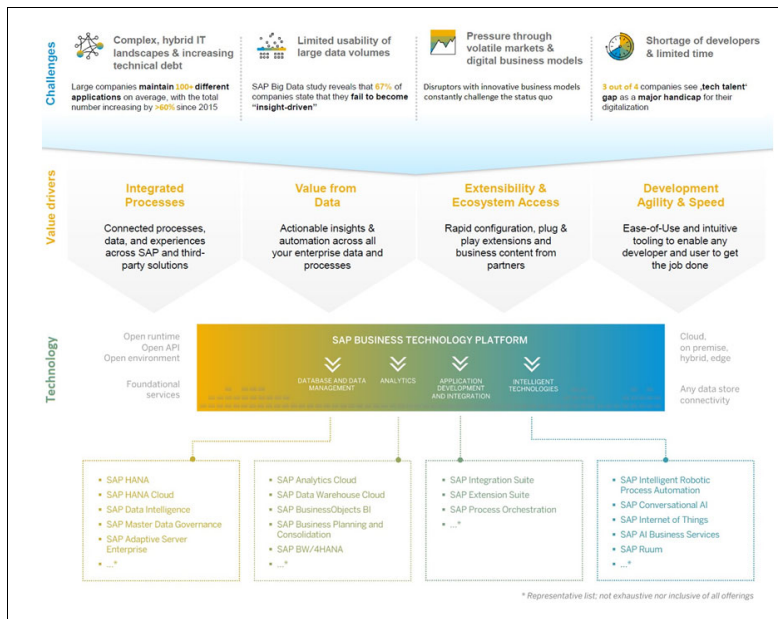 Challenges
Complex, hybrid IT
landscapes & increasing
technical debt
Large companies maintain 100+ different
applications on average, with the total
number increasing by >60% since 2015
Limited usability of
large data volumes
SAP Big Data study reveals that 67% of
companies state that they fail to become
“insight-driven”
Pressure through
volatile markets &
digital business models
Disruptors with innovative business models
constantly challenge the status quo
Shortage of developers
& limited time
3 out of 4 companies see ‚tech talent‘
gap as a major handicap for their
digitalization
Value drivers
Integrated
Processes
Connected processes,
data, and experiences
across SAP and third-
party solutions
Value from
Data
Actionable insights &
automation across all
your enterprise data and
processes
Extensibility &
Ecosystem Access
Rapid configuration, plug &
play extensions and
business content from
partners
Development
Agility & Speed
Ease-of-Use and intuitive
tooling to enable any
developer and user to get
the job done
Technology
Open runtime
Open API
Open environment
Foundational
services
SAP BUSINESS TECHNOLOGY PLATFORM
DATABASE AND DATA
MANAGEMENT
ANALYTICS
APPLICATION
DEVELOPMENT
AND INTEGRATION
INTELLIGENT
TECHNOLOGIES
Cloud,
on premise,
hybrid, edge
Any data store
connectivity
▪ SAP HANA
▪ SAP HANA Cloud
▪ SAP Data Intelligence
▪ SAP Master Data Governance
▪ SAP Adaptive Server
Enterprise
▪ ...*
▪ SAP Analytics Cloud
▪ SAP Data Warehouse Cloud
▪ SAP BusinessObjects BI
▪ SAP Business Planning and
Consolidation
▪ SAP BW/4HANA
▪ ...*
▪ SAP Integration Suite
▪ SAP Extension Suite
▪ SAP Process Orchestration
▪ ...*
▪ SAP Intelligent Robotic
Process Automation
▪ SAP Conversational AI
▪ SAP Internet of Things
▪ SAP AI Business Services
▪ SAP Ruum
▪ ...*
* Representative list; not exhaustive nor inclusive of all offerings